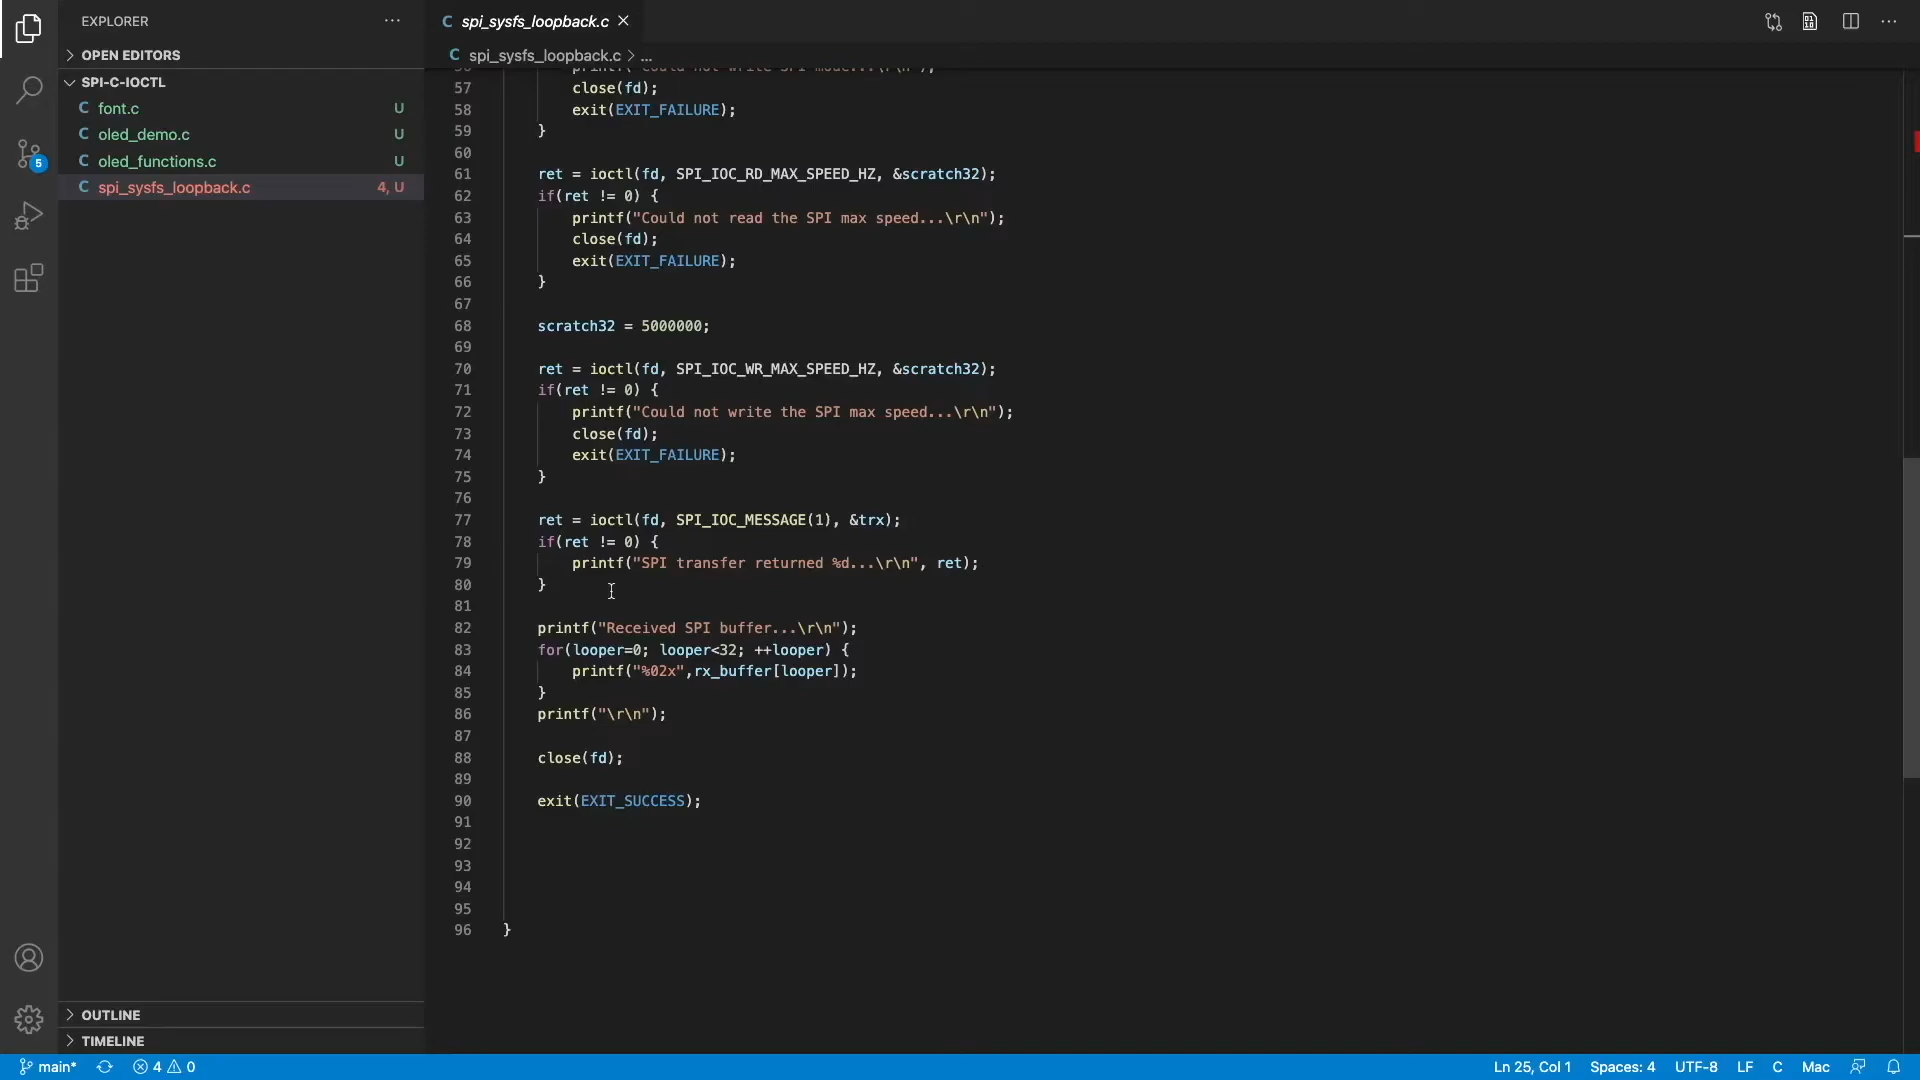 EXPLORER
OPEN EDITORS
SPI-C-IOCTL
C font.c U
C oled_demo.c U
C oled_functions.c U
C spi_sysfs_loopback.c 4, U
5
OUTLINE
TIMELINE
C spi_sysfs_loopback.c
C spi_sysfs_loopback.c > ...
57 close(fd);
58 exit(EXIT_FAILURE);
59 }
60
61 ret = ioctl(fd, SPI_IOC_RD_MAX_SPEED_HZ, &scratch32);
62 if(ret != 0) {
63 printf("Could not read the SPI max speed...\r\n");
64 close(fd);
65 exit(EXIT_FAILURE);
66 }
67
68 scratch32 = 5000000;
69
70 ret = ioctl(fd, SPI_IOC_WR_MAX_SPEED_HZ, &scratch32);
71 if(ret != 0) {
72 printf("Could not write the SPI max speed...\r\n");
73 close(fd);
74 exit(EXIT_FAILURE);
75 }
76
77 ret = ioctl(fd, SPI_IOC_MESSAGE(1), &trx);
78 if(ret != 0) {
79 printf("SPI transfer returned %d...\r\n", ret);
80 }
81
82 printf("Received SPI buffer...\r\n");
83 for(looper=0; looper<32; ++looper) {
84 printf("%02x",rx_buffer[looper]);
85 }
86 printf("\r\n");
87
88 close(fd);
89
90 exit(EXIT_SUCCESS);
91
92
93
94
95
96 }
main* 4 0 Ln 25, Col 1 Spaces: 4 UTF-8 LF C Mac